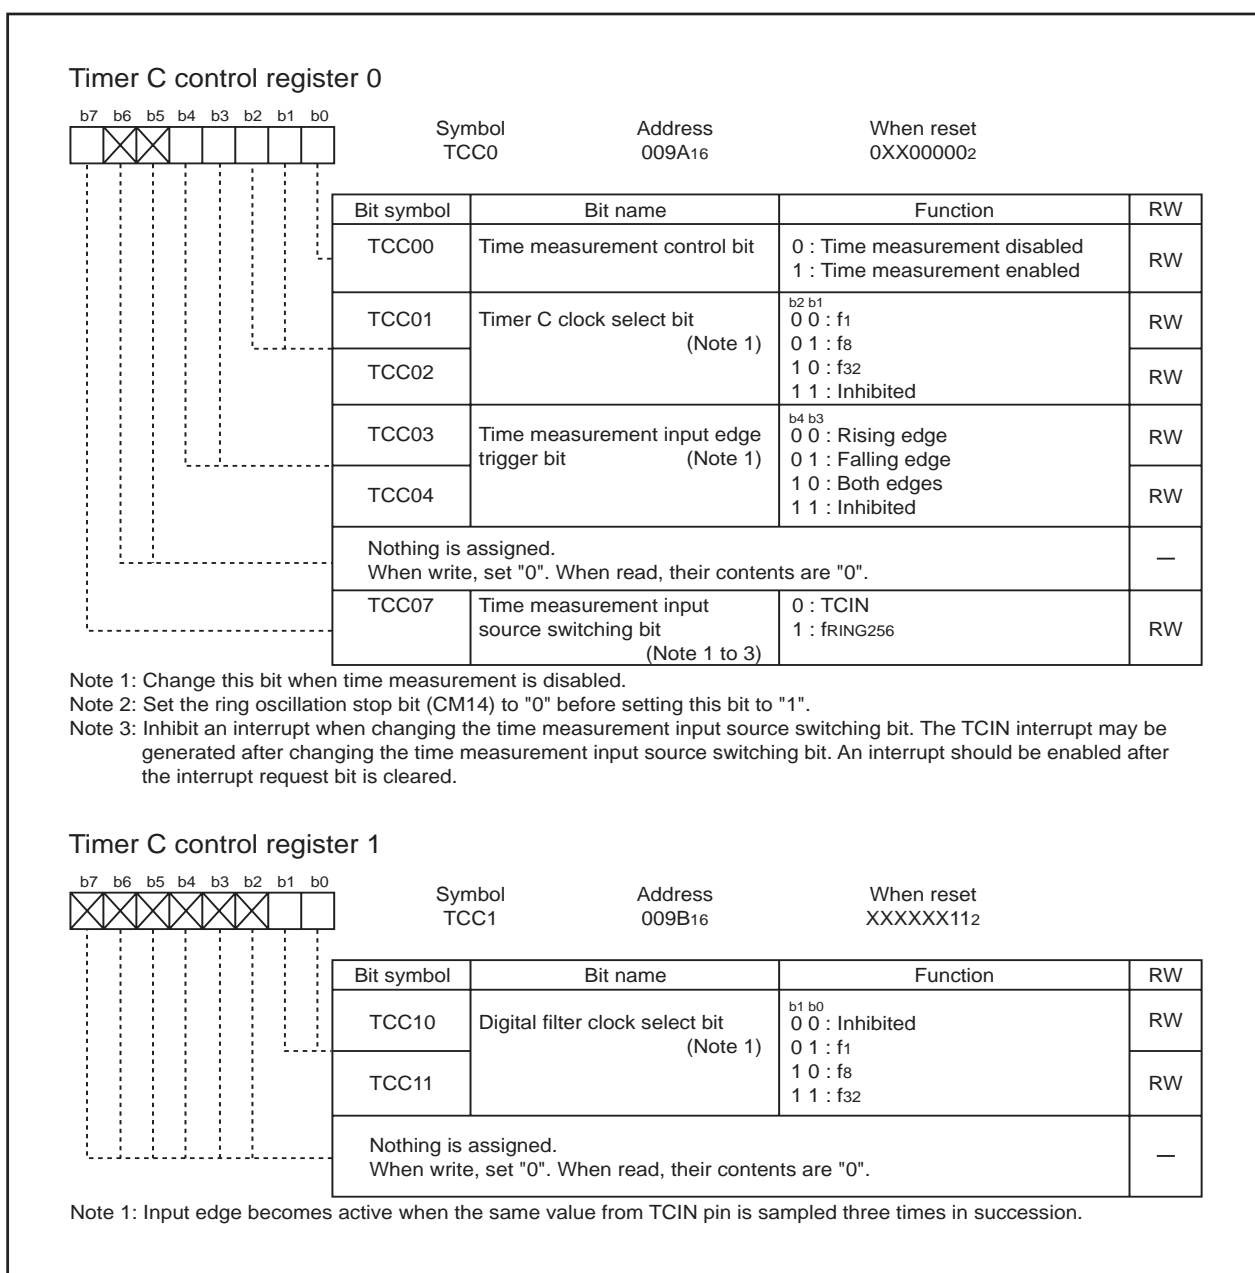 Timer C control register 0
b7 b6 b5 b4 b3 b2 b1 b0
Symbol Address When reset
TCC0 009A16 0XX000002
Bit symbol Bit name Function RW
TCC00 Time measurement control bit 0 : Time measurement disabled
1 : Time measurement enabled RW
b2 b1
TCC01 Timer C clock select bit 0 0 : f1 RW
(Note 1) 0 1 : f8
TCC02 1 0 : f32 RW
1 1 : Inhibited
b4 b3
TCC03 Time measurement input edge 0 0 : Rising edge RW
trigger bit (Note 1) 0 1 : Falling edge
TCC04 1 0 : Both edges RW
1 1 : Inhibited
Nothing is assigned.
When write, set "0". When read, their contents are "0". —
TCC07 Time measurement input 0 : TCIN
source switching bit 1 : fRING256 RW
(Note 1 to 3)
Note 1: Change this bit when time measurement is disabled.
Note 2: Set the ring oscillation stop bit (CM14) to "0" before setting this bit to "1".
Note 3: Inhibit an interrupt when changing the time measurement input source switching bit. The TCIN interrupt may be
generated after changing the time measurement input source switching bit. An interrupt should be enabled after
the interrupt request bit is cleared.
Timer C control register 1
b7 b6 b5 b4 b3 b2 b1 b0
Symbol Address When reset
TCC1 009B16 XXXXXX112
Bit symbol Bit name Function RW
b1 b0
TCC10 Digital filter clock select bit 0 0 : Inhibited RW
(Note 1) 0 1 : f1
TCC11 1 0 : f8 RW
1 1 : f32
Nothing is assigned.
When write, set "0". When read, their contents are "0". —
Note 1: Input edge becomes active when the same value from TCIN pin is sampled three times in succession.